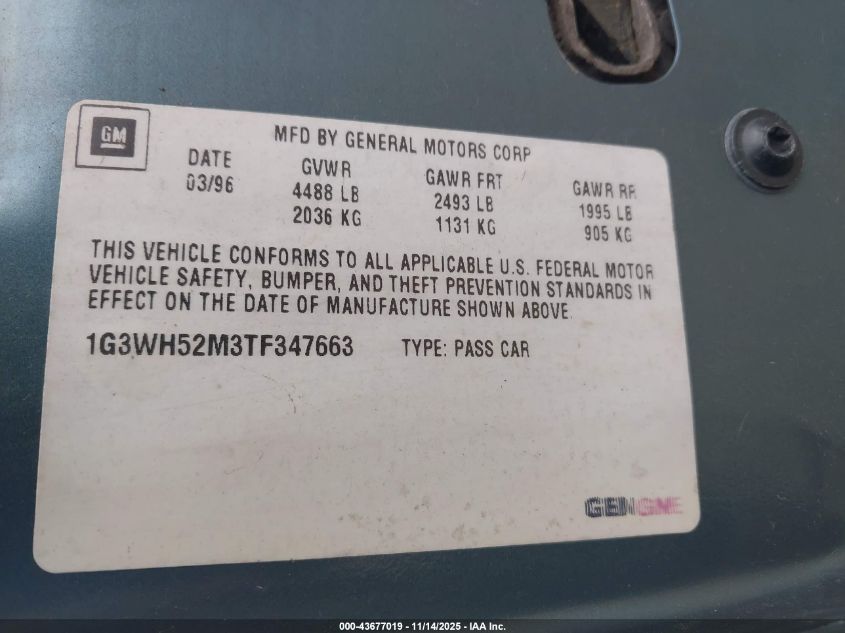 GM
MFD BY GENERAL MOTORS CORP
DATE GVWR GAWR FRT GAWR RR
03/96 4488 LB 2493 LB 1995 LB
2036 KG 1131 KG 905 KG
THIS VEHICLE CONFORMS TO ALL APPLICABLE U.S. FEDERAL MOTOR
VEHICLE SAFETY, BUMPER, AND THEFT PREVENTION STANDARDS IN
EFFECT ON THE DATE OF MANUFACTURE SHOWN ABOVE.
1G3WH52M3TF347663 TYPE: PASS CAR
000-43677019 - 11/14/2025 - IAA Inc.